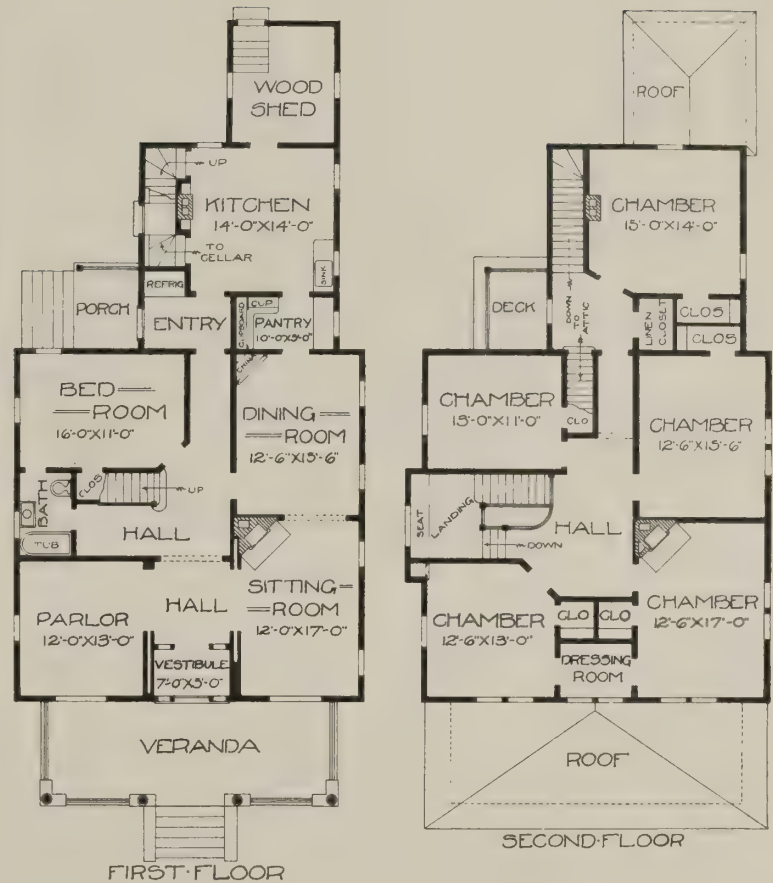 WOOD
SHED
UP
KITCHEN
14'-0"X14'-0"
TO
CELLAR
SINK
REFRIG
PORCH
ENTRY
CUPBOARD
CUP
PANTRY
10'-0"X5'-0"
CHINA
BED
ROOM
16'-0"X11'-0"
DINING
ROOM
12'-6"X15'-6"
BATH
CLOS
UP
TUB
HALL
PARLOR
12'-0"X13'-0"
HALL
SITTING
ROOM
12'-0"X17'-0"
VESTIBULE
7'-0"X5'-0"
VERANDA
FIRST·FLOOR
ROOF
CHAMBER
15'-0"X14'-0"
DECK
DOWN
TO
ATTIC
LINEN
CLOSET
CLOS
CLOS
CHAMBER
15'-0"X11'-0"
CLO
CHAMBER
12'-6"X15'-6"
SEAT
LANDING
HALL
DOWN
CHAMBER
12'-6"X13'-0"
CLO
CLO
CHAMBER
12'-6"X17'-0"
DRESSING
ROOM
ROOF
SECOND·FLOOR